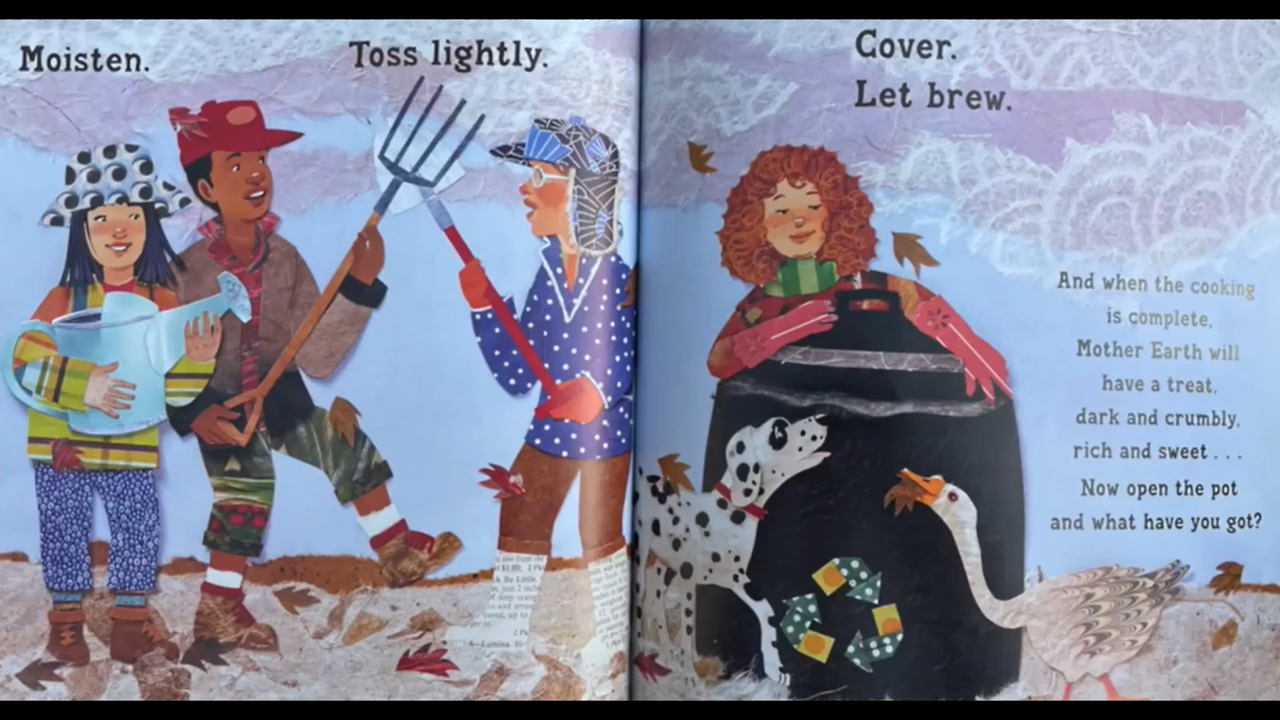 Moisten.
Toss lightly.
Cover.
Let brew.
And when the cooking
is complete,
Mother Earth will
have a treat,
dark and crumbly,
rich and sweet . . .
Now open the pot
and what have you got?